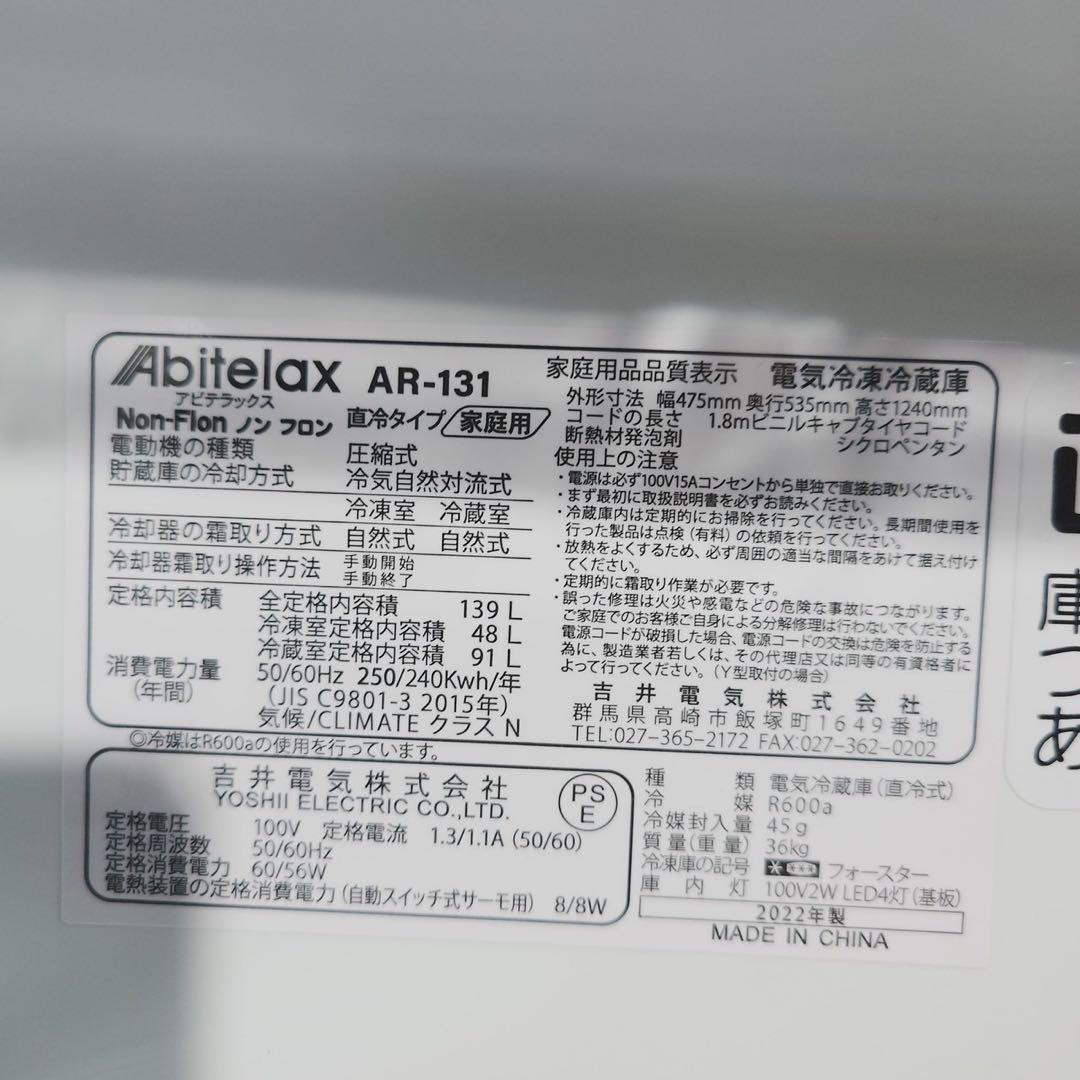 Abitelax AR-131
アビテラックス
Non-Flon ノン フロン 直冷タイプ 家庭用
電動機の種類 圧縮式
貯蔵庫の冷却方式 冷気自然対流式
冷凍室 冷蔵室
冷却器の霜取り方式 自然式 自然式
冷却器霜取り操作方法 手動開始
手動終了
定格内容積 全定格内容積 139 L
冷凍室定格内容積 48 L
冷蔵室定格内容積 91 L
消費電力量 50/60Hz 250/240Kwh/年
(年間) (JIS C9801-3 2015年)
気候/CLIMATE クラス N
家庭用品品質表示 電気冷凍冷蔵庫
外形寸法 幅475mm 奥行535mm 高さ1240mm
コードの長さ 1.8mビニルキャブタイヤコード
断熱材発泡剤 シクロペンタン
使用上の注意
・電源は必ず100V15Aコンセントから単独で直接お取りください。
・まず最初に取扱説明書を必ずお読みください。
・冷蔵庫内は定期的にお掃除を行ってください。長期間使用を
行った製品は点検(有料)の依頼を行ってください。
・放熱をよくするため、必ず周囲の適当な間隔をあけて据え付け
てください。
・定期的に霜取り作業が必要です。
・誤った修理は火災や感電などの危険な事故につながります。
ご家庭でのお客様ご自身による分解修理は行わないでください。
電源コードが破損した場合、電源コードの交換は危険を防止する
為に、製造業者若しくは、その代理店又は同等の有資格者に
よって行ってください。(Y型取付の場合)
吉井電気株式会社
群馬県高崎市飯塚町1649番地
TEL:027-365-2172 FAX:027-362-0202
◎冷媒はR600aの使用を行っています。
吉井電気株式会社
YOSHII ELECTRIC CO.,LTD.
PS
E
定格電圧 100V 定格電流 1.3/1.1A (50/60)
定格周波数 50/60Hz
定格消費電力 60/56W
電熱装置の定格消費電力(自動スイッチ式サーモ用) 8/8W
種類 電気冷蔵庫(直冷式)
冷媒 R600a
冷媒封入量 45g
質量(重量) 36kg
冷凍庫の記号 フォースター
庫内灯 100V2W LED4灯(基板)
2022年製
MADE IN CHINA
庫
つ
あ